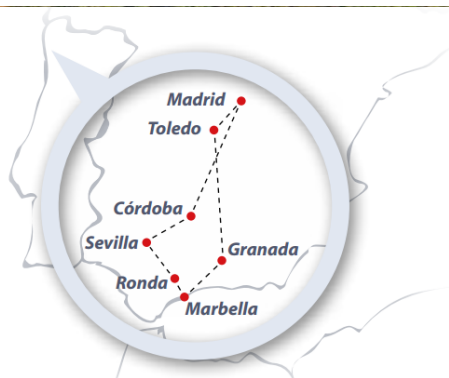 Madrid
Toledo
Córdoba
Sevilla
Granada
Ronda
Marbella